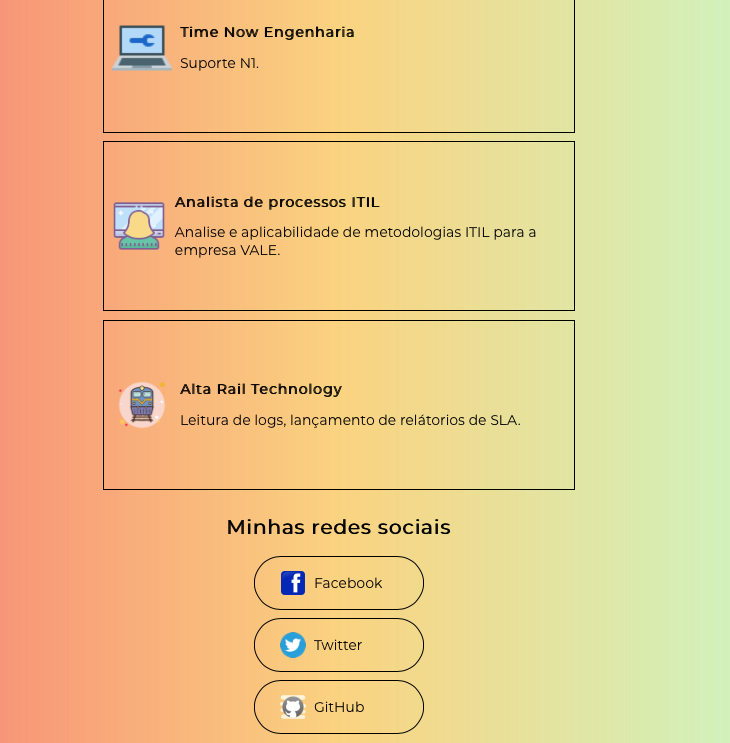 Time Now Engenharia
Suporte N1.
Analista de processos ITIL
Analise e aplicabilidade de metodologias ITIL para a
empresa VALE.
Alta Rail Technology
Leitura de logs, lançamento de relátorios de SLA.
Minhas redes sociais
Facebook
Twitter
GitHub